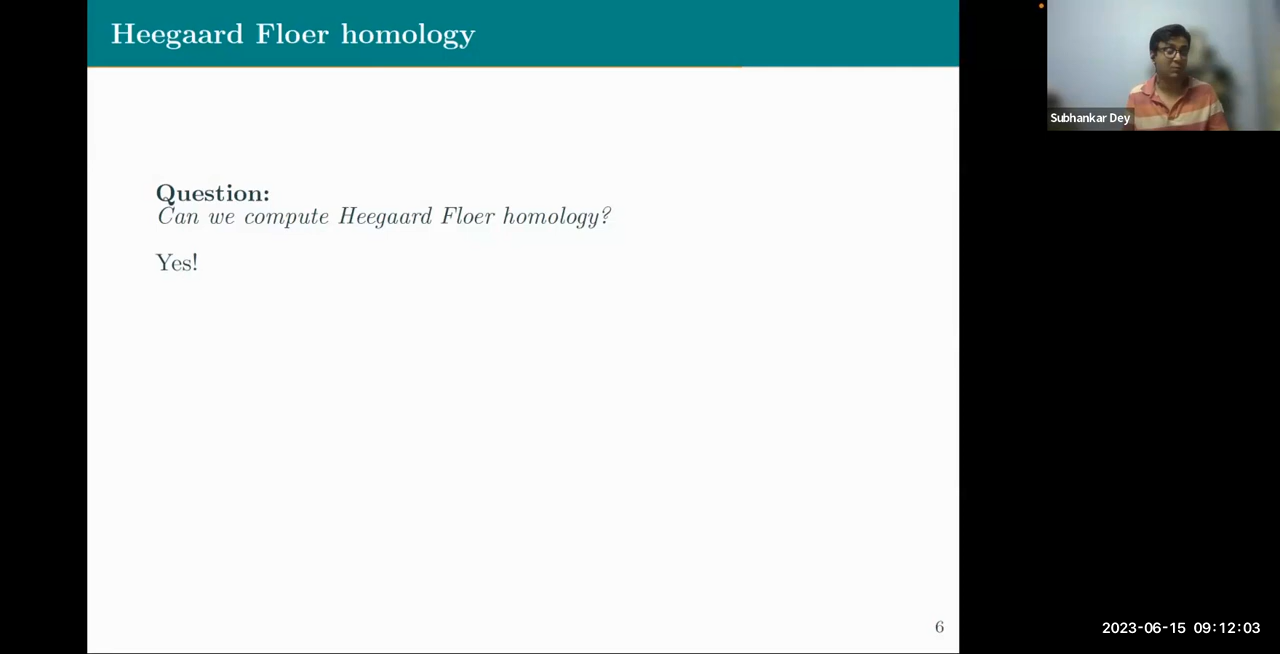 Heegaard Floer homology
Question:
Can we compute Heegaard Floer homology?
Yes!
6
Subhankar Dey
2023-06-15 09:12:03